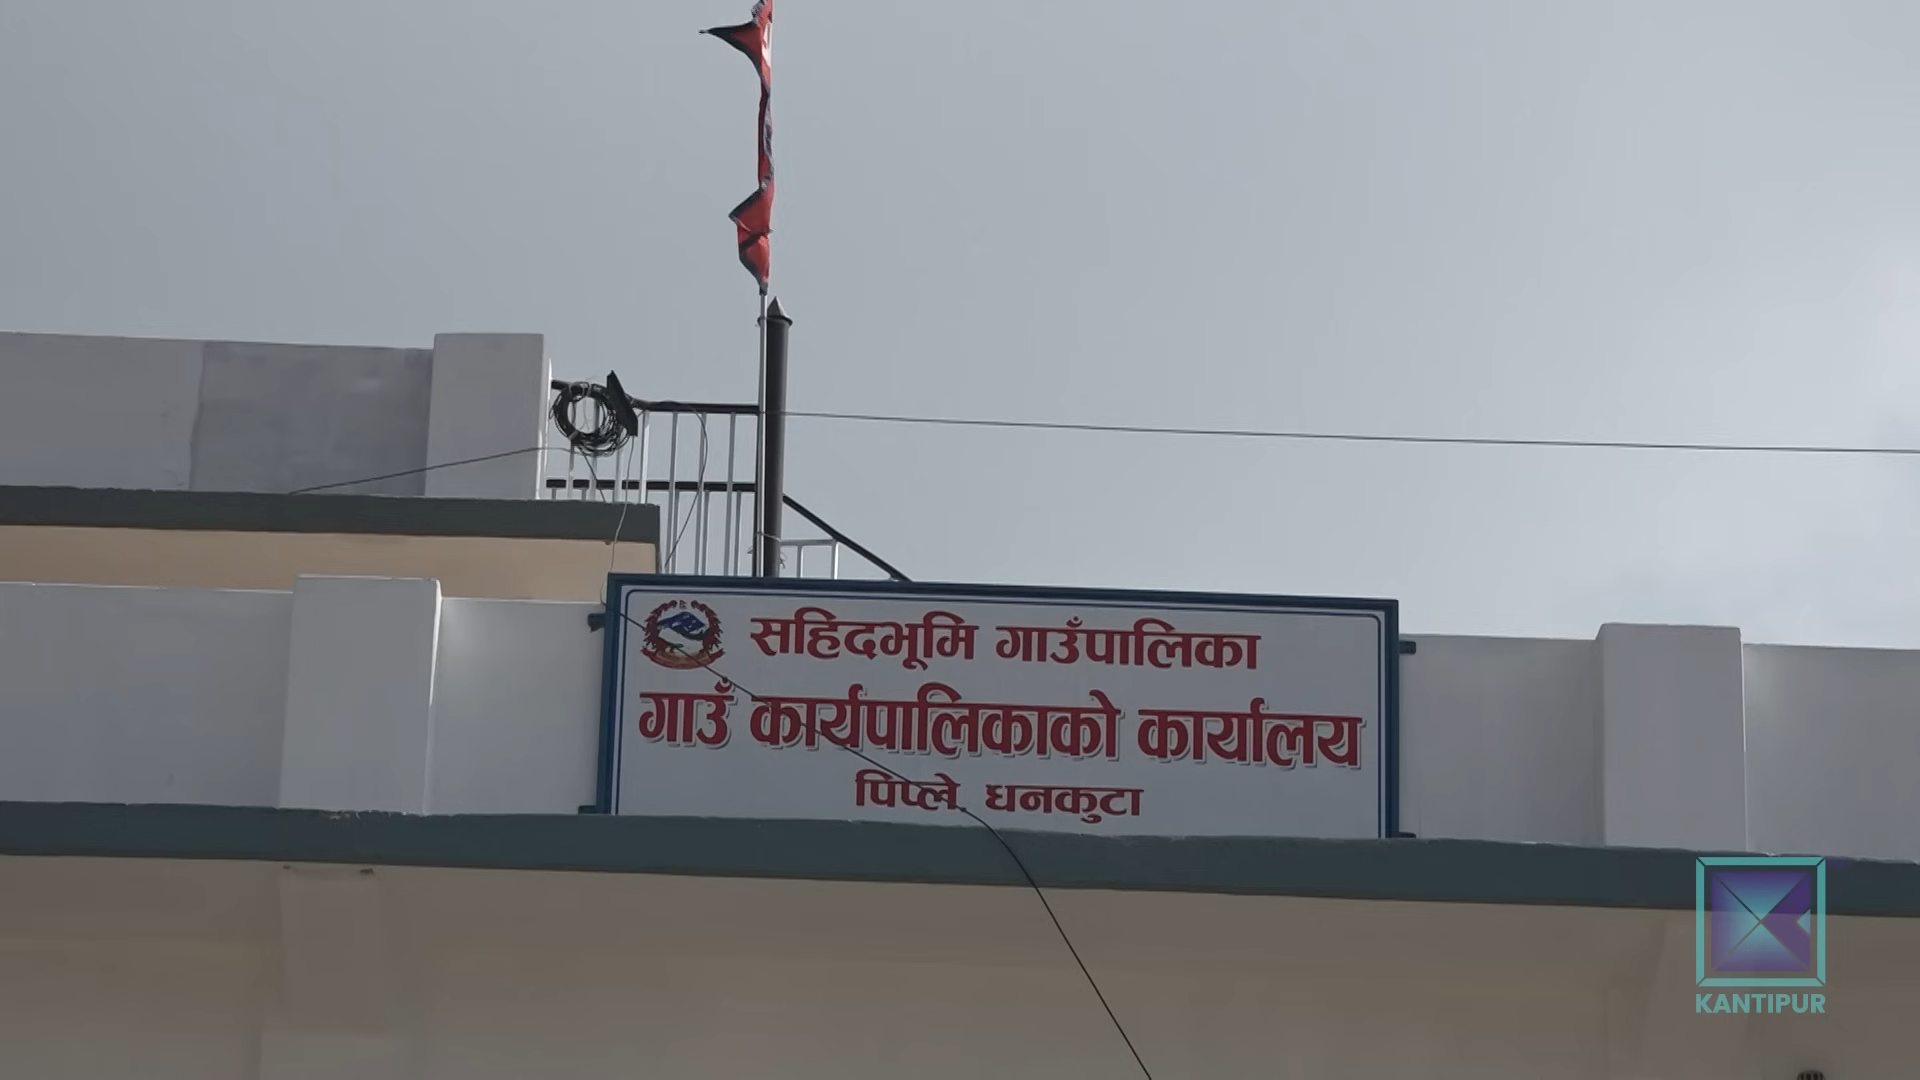 सहिदभूमि गाउँपालिका
गाउँ कार्यपालिकाको कार्यालय
पिप्ले धनकुटा
KANTIPUR